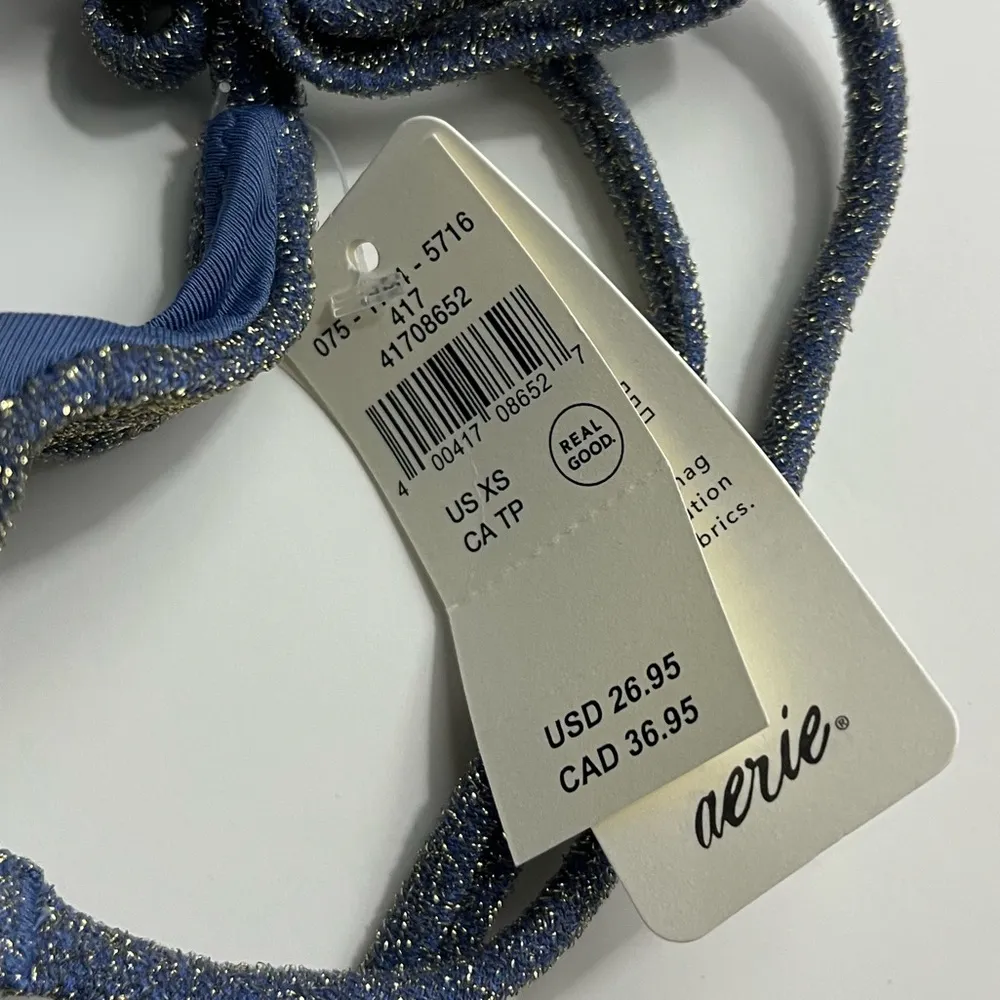 075 - 4 - 5716
417
41708652
4 00417 08652 7
REAL
GOOD.
US XS
CA TP
USD 26.95
CAD 36.95
aerie®